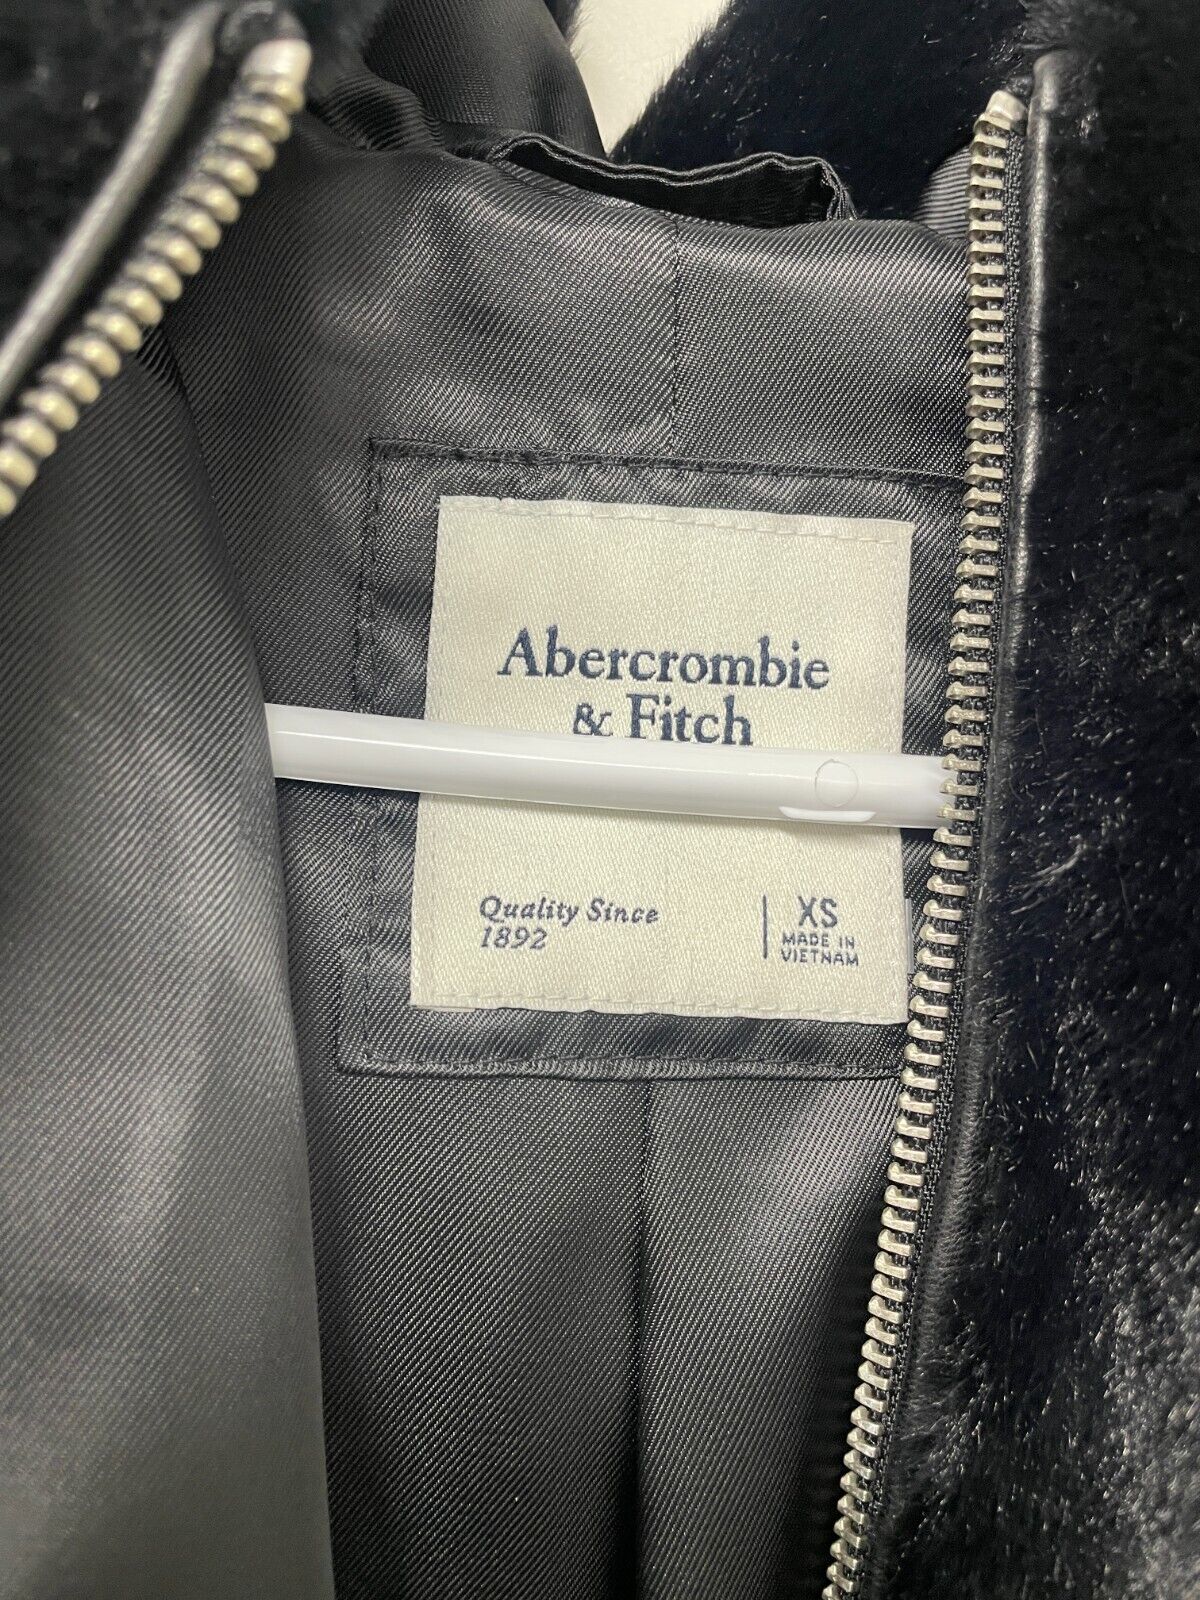 Abercrombie
& Fitch
Quality Since
1892
XS
MADE IN
VIETNAM